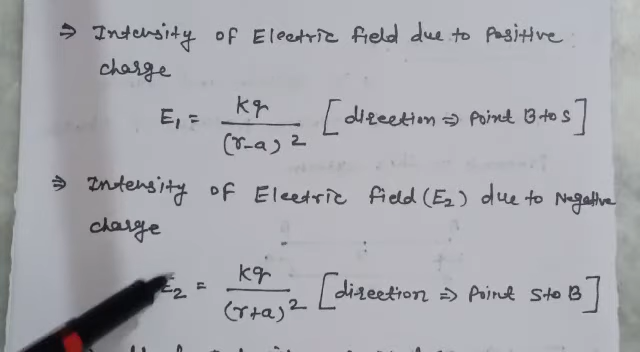 ⇒ Intensity of Electric field due to Positive
charge
E₁ = Kq / (r-a)² [direction ⇒ Point B to S]
⇒ Intensity of Electric field (E₂) due to Negative
charge
E₂ = Kq / (r+a)² [direction ⇒ Point S to B]